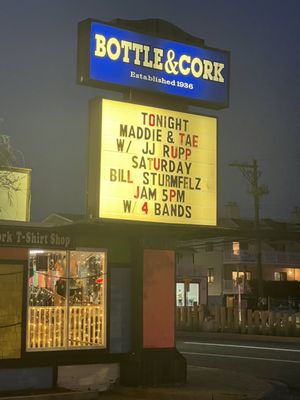 BOTTLE&CORK
Established 1936
TONIGHT
MADDIE & TAE
W/ JJ RUPP
SATURDAY
BILL STURMFELZ
JAM 5PM
W/ 4 BANDS
ork T-Shirt Shop